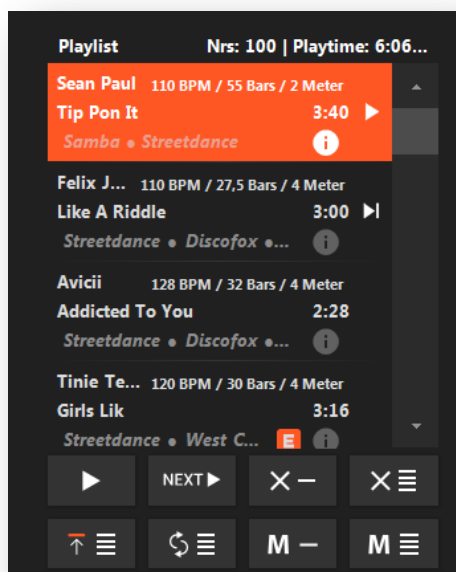 Playlist Nrs: 100 | Playtime: 6:06...
Sean Paul 110 BPM / 55 Bars / 2 Meter
Tip Pon It 3:40
Samba • Streetdance i
Felix J... 110 BPM / 27,5 Bars / 4 Meter
Like A Riddle 3:00
Streetdance • Discofox •... i
Avicii 128 BPM / 32 Bars / 4 Meter
Addicted To You 2:28
Streetdance • Discofox •... i
Tinie Te... 120 BPM / 30 Bars / 4 Meter
Girls Lik 3:16
Streetdance • West C... E i
NEXT
M
M